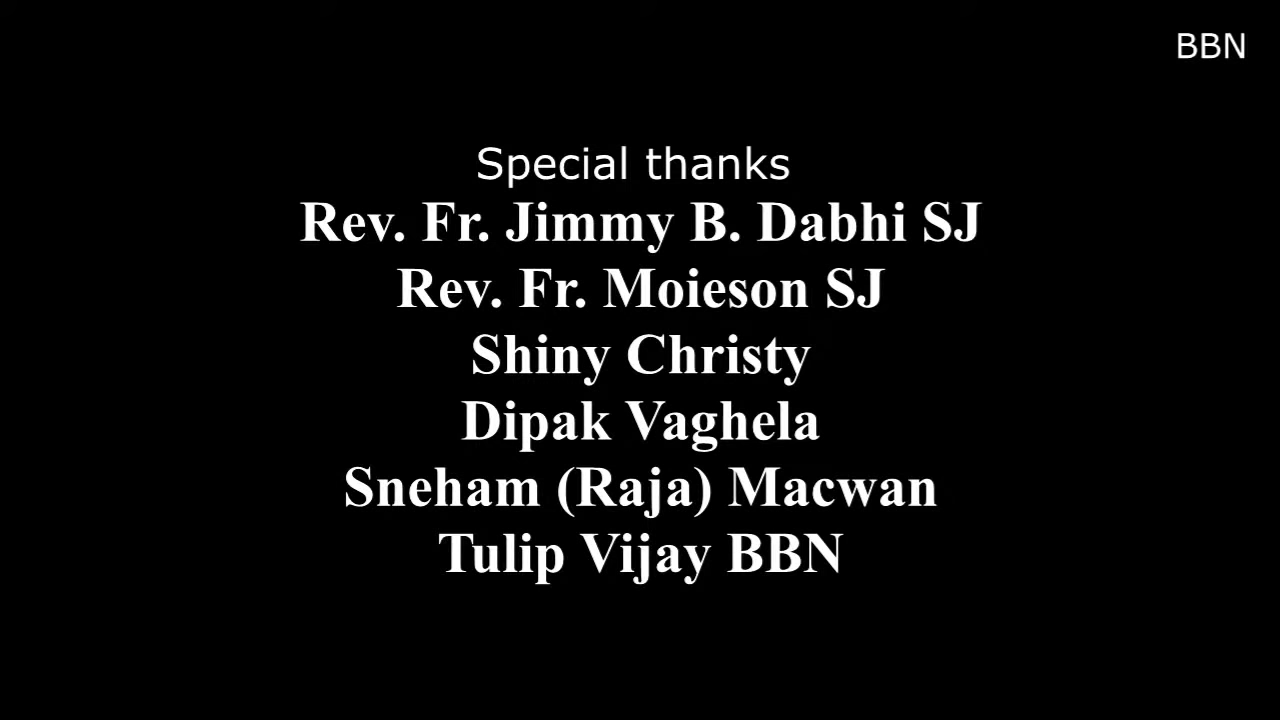 BBN
Special thanks
Rev. Fr. Jimmy B. Dabhi SJ
Rev. Fr. Moieson SJ
Shiny Christy
Dipak Vaghela
Sneham (Raja) Macwan
Tulip Vijay BBN